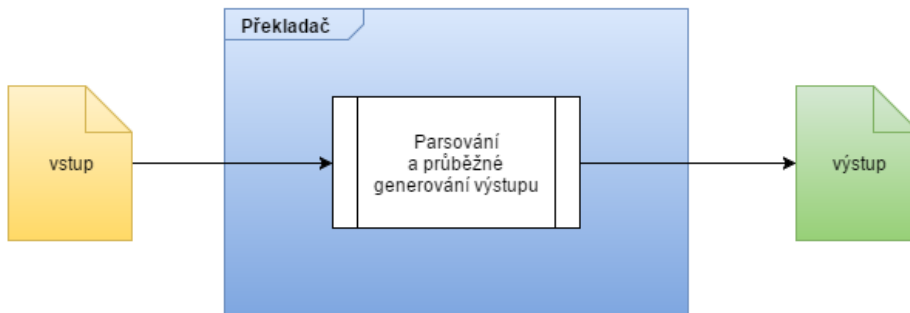 Překladač
vstup
Parsování
a průběžné
generování výstupu
výstup